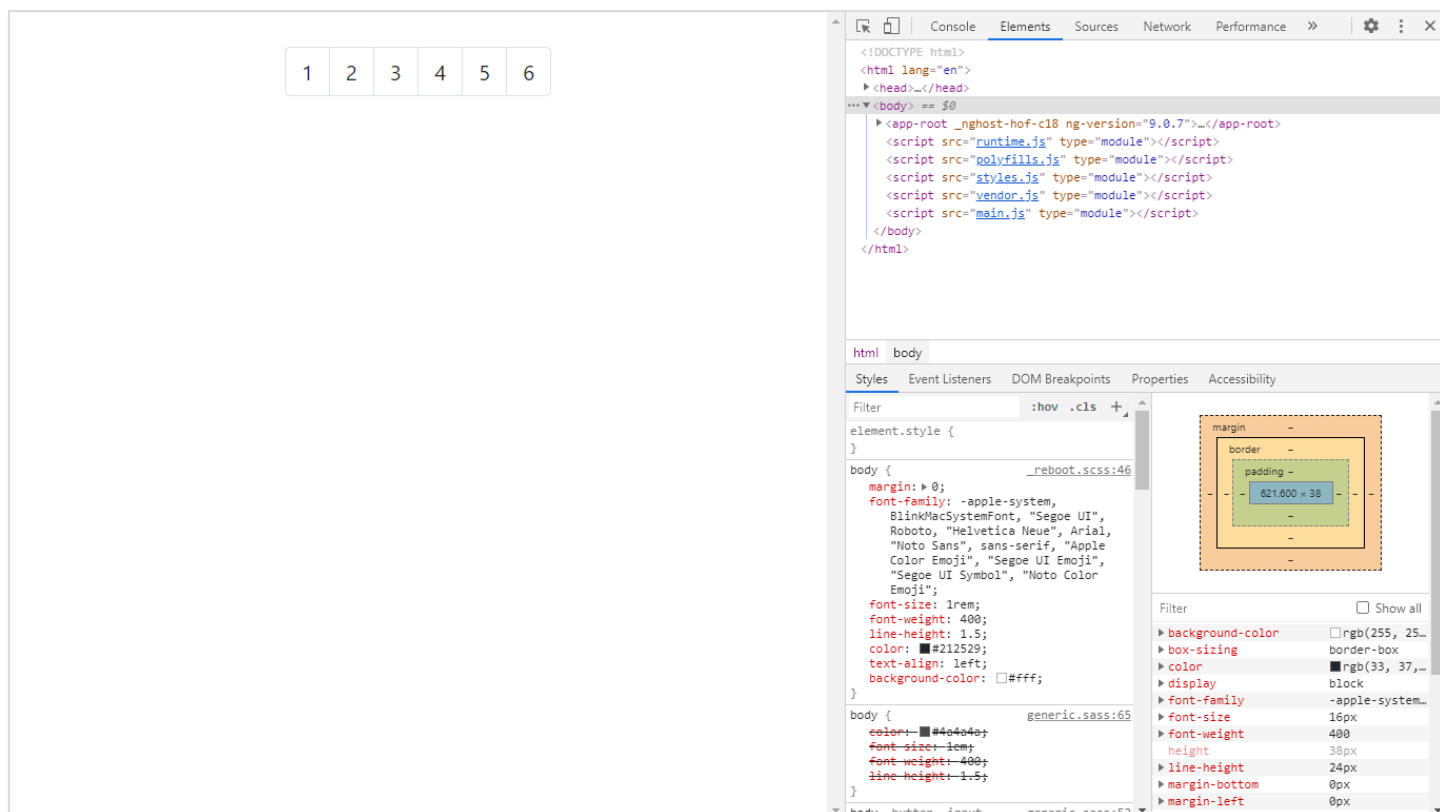 1 2 3 4 5 6
Console Elements Sources Network Performance »
<!DOCTYPE html>
<html lang="en">
<head>…</head>
<body> == $0
<app-root _nghost-hof-c18 ng-version="9.0.7">…</app-root>
<script src="runtime.js" type="module"></script>
<script src="polyfills.js" type="module"></script>
<script src="styles.js" type="module"></script>
<script src="vendor.js" type="module"></script>
<script src="main.js" type="module"></script>
</body>
</html>
html body
Styles Event Listeners DOM Breakpoints Properties Accessibility
Filter :hov .cls +
element.style {
}
body { _reboot.scss:46
margin: 0;
font-family: -apple-system,
BlinkMacSystemFont, "Segoe UI",
Roboto, "Helvetica Neue", Arial,
"Noto Sans", sans-serif, "Apple
Color Emoji", "Segoe UI Emoji",
"Segoe UI Symbol", "Noto Color
Emoji";
font-size: 1rem;
font-weight: 400;
line-height: 1.5;
color: #212529;
text-align: left;
background-color: #fff;
}
body { generic.sass:65
color: #4a4a4a;
font-size: 1em;
font-weight: 400;
line-height: 1.5;
}
margin -
border -
padding -
- - - 621.600 × 38 - - -
-
-
-
Filter Show all
background-color rgb(255, 25…
box-sizing border-box
color rgb(33, 37,…
display block
font-family -apple-system…
font-size 16px
font-weight 400
height 38px
line-height 24px
margin-bottom 0px
margin-left 0px